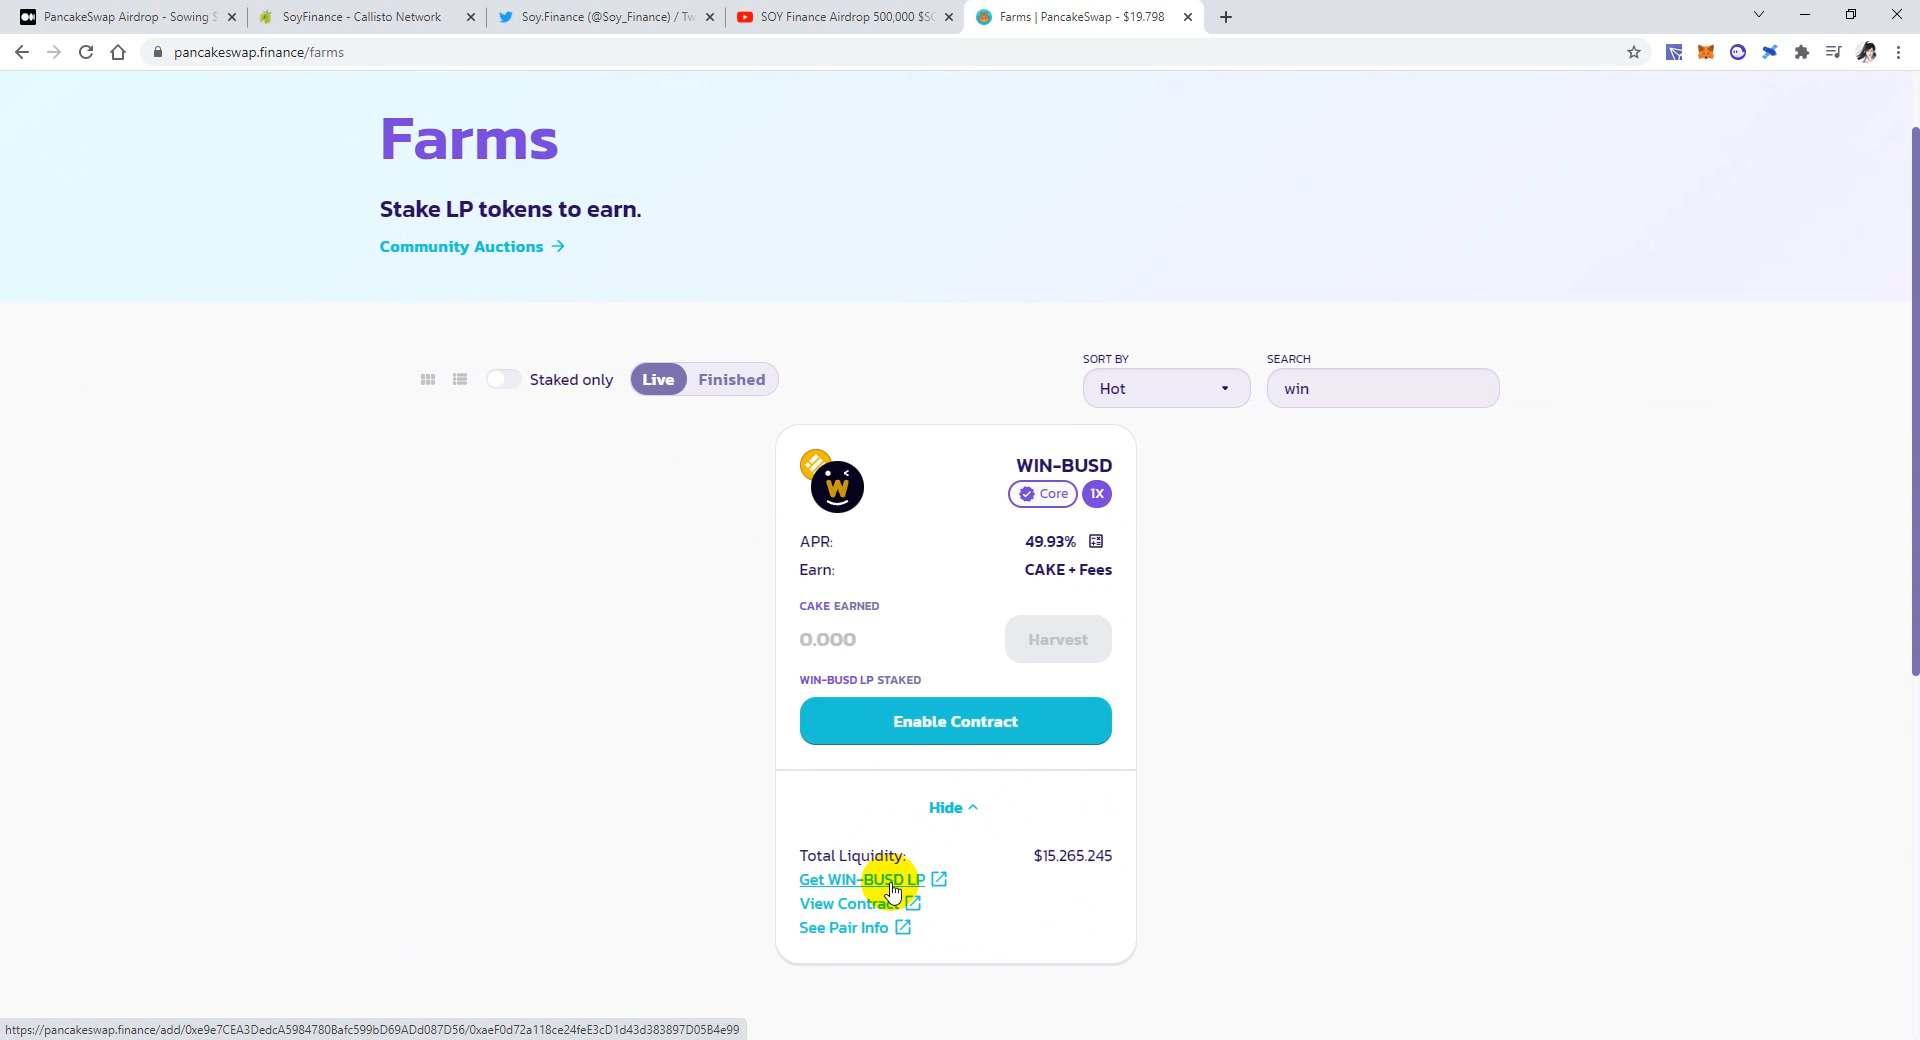 PancakeSwap Airdrop - Sowing $
SoyFinance - Callisto Network
Soy.Finance (@Soy_Finance) / Tw
SOY Finance Airdrop 500,000 $SO
Farms | PancakeSwap - $19.798
pancakeswap.finance/farms
Farms
Stake LP tokens to earn.
Community Auctions
Staked only
Live
Finished
SORT BY
Hot
SEARCH
win
W
WIN-BUSD
Core
1X
APR:
49.93%
Earn:
CAKE + Fees
CAKE EARNED
0.000
Harvest
WIN-BUSD LP STAKED
Enable Contract
Hide
Total Liquidity:
$15.265.245
Get WIN-BUSD LP
View Contract
See Pair Info
https://pancakeswap.finance/add/0xe9e7CEA3DedcA5984780Bafc599bD69ADd087D56/0xaeF0d72a118ce24feE3cD1d43d383897D05B4e99